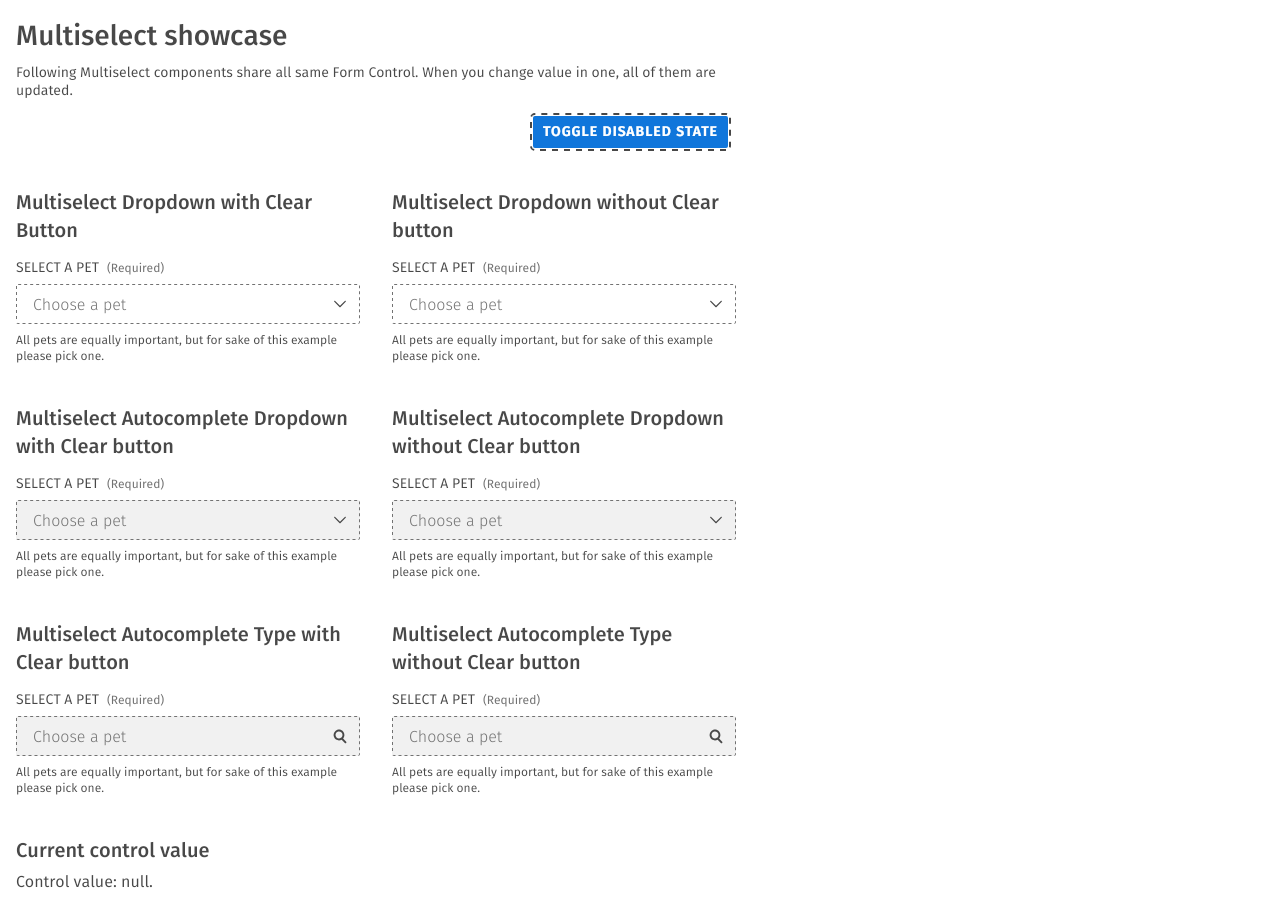 Multiselect showcase
Following Multiselect components share all same Form Control. When you change value in one, all of them are
updated.
TOGGLE DISABLED STATE
Multiselect Dropdown with Clear
Button
SELECT A PET (Required)
Choose a pet
All pets are equally important, but for sake of this example
please pick one.
Multiselect Dropdown without Clear
button
SELECT A PET (Required)
Choose a pet
All pets are equally important, but for sake of this example
please pick one.
Multiselect Autocomplete Dropdown
with Clear button
SELECT A PET (Required)
Choose a pet
All pets are equally important, but for sake of this example
please pick one.
Multiselect Autocomplete Dropdown
without Clear button
SELECT A PET (Required)
Choose a pet
All pets are equally important, but for sake of this example
please pick one.
Multiselect Autocomplete Type with
Clear button
SELECT A PET (Required)
Choose a pet
All pets are equally important, but for sake of this example
please pick one.
Multiselect Autocomplete Type
without Clear button
SELECT A PET (Required)
Choose a pet
All pets are equally important, but for sake of this example
please pick one.
Current control value
Control value: null.